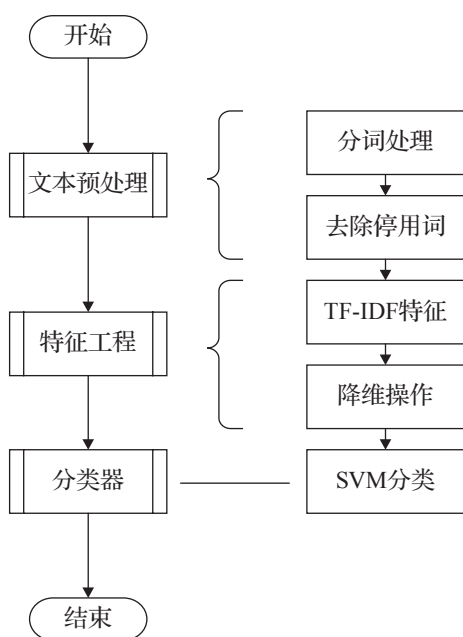 开始
文本预处理
特征工程
分类器
结束
分词处理
去除停用词
TF-IDF特征
降维操作
SVM分类